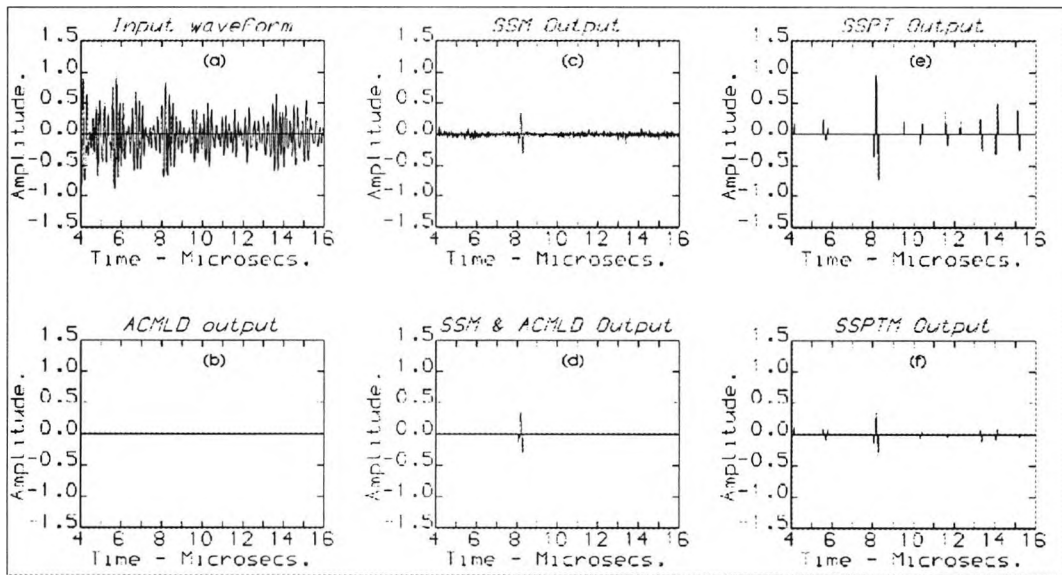 Input waveform
(a)
1.5
1.0
0.5
0.0
-0.5
-1.0
-1.5
Amplitude.
4 6 8 10 12 14 16
Time - Microsecs.
SSM Output
(c)
1.5
1.0
0.5
0.0
-0.5
-1.0
-1.5
Amplitude.
4 6 8 10 12 14 16
Time - Microsecs.
SSPT Output
(e)
1.5
1.0
0.5
0.0
-0.5
-1.0
-1.5
Amplitude.
4 6 8 10 12 14 16
Time - Microsecs.
ACMLD output
(b)
1.5
1.0
0.5
0.0
-0.5
-1.0
-1.5
Amplitude.
4 6 8 10 12 14 16
Time - Microsecs.
SSM & ACMLD Output
(d)
1.5
1.0
0.5
0.0
-0.5
-1.0
-1.5
Amplitude.
4 6 8 10 12 14 16
Time - Microsecs.
SSPTM Output
(f)
1.5
1.0
0.5
0.0
-0.5
-1.0
-1.5
Amplitude.
4 6 8 10 12 14 16
Time - Microsecs.